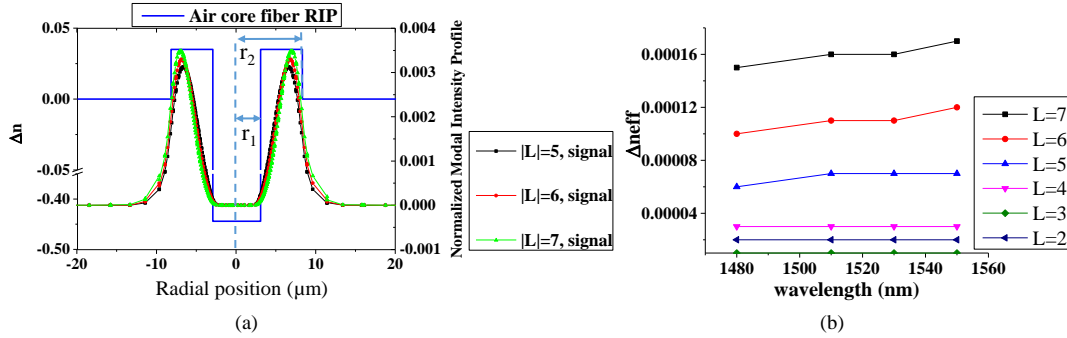 Air core fiber RIP
0.05
0.00
-0.05
-0.40
-0.50
Δn
r2
r1
-20
-10
0
10
20
Radial position (µm)
0.004
0.003
0.002
0.001
0.000
-0.001
Normalized Modal Intensity Profile
|L|=5, signal
|L|=6, signal
|L|=7, signal
(a)
0.00016
0.00012
0.00008
0.00004
Δneff
1480
1500
1520
1540
1560
wavelength (nm)
L=7
L=6
L=5
L=4
L=3
L=2
(b)